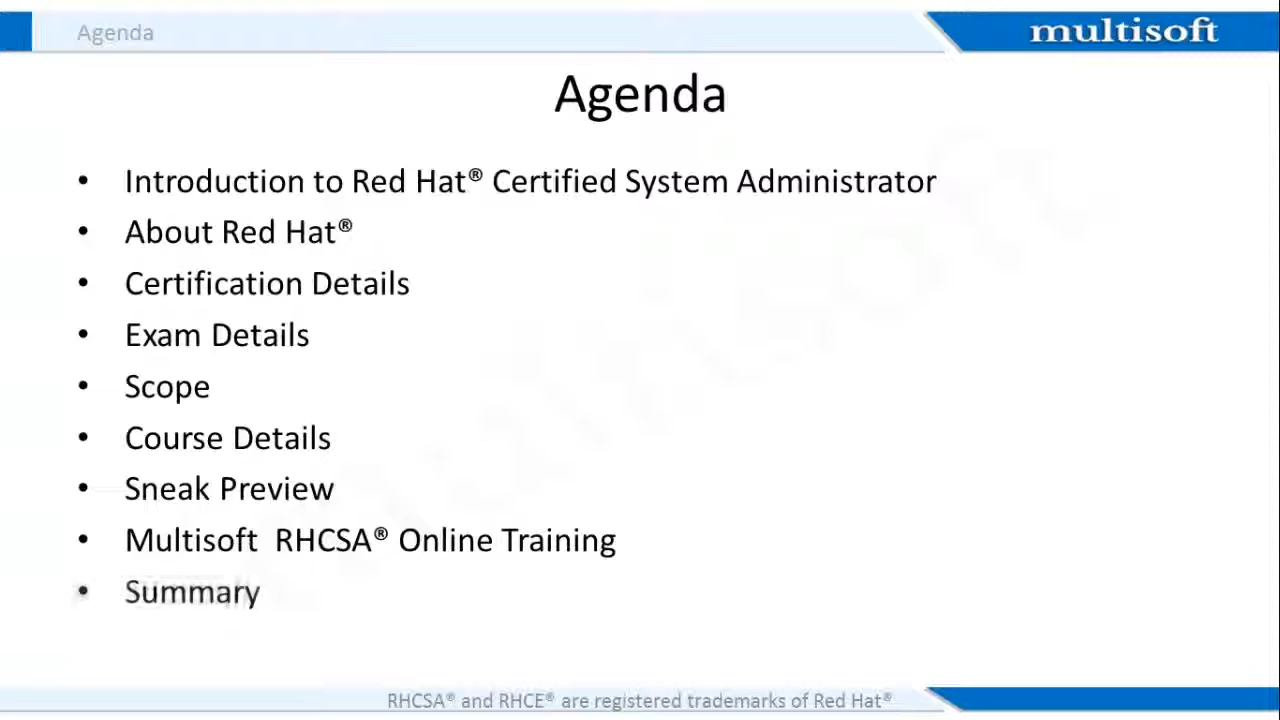 Agenda
multisoft
Agenda
• Introduction to Red Hat® Certified System Administrator
• About Red Hat®
• Certification Details
• Exam Details
• Scope
• Course Details
• Sneak Preview
• Multisoft RHCSA® Online Training
• Summary
RHCSA® and RHCE® are registered trademarks of Red Hat®